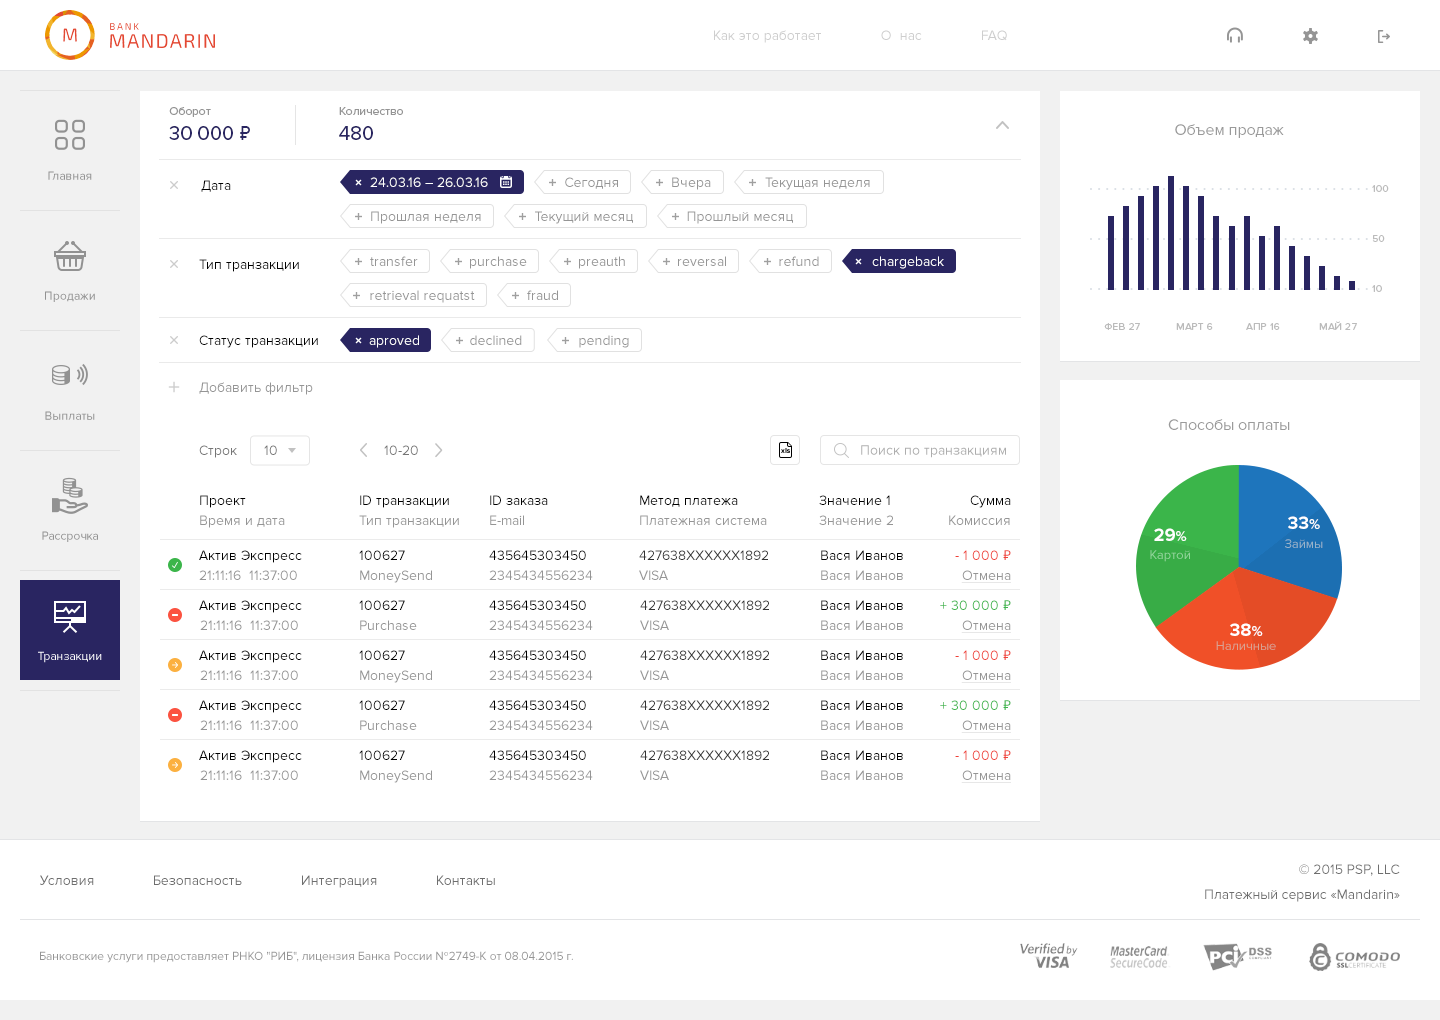 M BANK
MANDARIN
Как это работает О нас FAQ
Главная
Продажи
Выплаты
Рассрочка
Транзакции
Оборот Количество
30 000 ₽ 480
Дата × 24.03.16 – 26.03.16 + Сегодня + Вчера + Текущая неделя
+ Прошлая неделя + Текущий месяц + Прошлый месяц
Тип транзакции + transfer + purchase + preauth + reversal + refund × chargeback
+ retrieval requatst + fraud
Статус транзакции × aproved + declined + pending
+ Добавить фильтр
Строк 10 10-20 xls Поиск по транзакциям
Проект ID транзакции ID заказа Метод платежа Значение 1 Сумма
Время и дата Тип транзакции E-mail Платежная система Значение 2 Комиссия
Актив Экспресс 100627 435645303450 427638XXXXXX1892 Вася Иванов - 1 000 ₽
21:11:16 11:37:00 MoneySend 2345434556234 VISA Вася Иванов Отмена
Актив Экспресс 100627 435645303450 427638XXXXXX1892 Вася Иванов + 30 000 ₽
21:11:16 11:37:00 Purchase 2345434556234 VISA Вася Иванов Отмена
Актив Экспресс 100627 435645303450 427638XXXXXX1892 Вася Иванов - 1 000 ₽
21:11:16 11:37:00 MoneySend 2345434556234 VISA Вася Иванов Отмена
Актив Экспресс 100627 435645303450 427638XXXXXX1892 Вася Иванов + 30 000 ₽
21:11:16 11:37:00 Purchase 2345434556234 VISA Вася Иванов Отмена
Актив Экспресс 100627 435645303450 427638XXXXXX1892 Вася Иванов - 1 000 ₽
21:11:16 11:37:00 MoneySend 2345434556234 VISA Вася Иванов Отмена
Объем продаж
100
50
10
ФЕВ 27 МАРТ 6 АПР 16 МАЙ 27
Способы оплаты
33%
Займы
29%
Картой
38%
Наличные
Условия Безопасность Интеграция Контакты
© 2015 PSP, LLC
Платежный сервис «Mandarin»
Банковские услуги предоставляет РНКО "РИБ", лицензия Банка России №2749-К от 08.04.2015 г.
Verified by
VISA
MasterCard
SecureCode
PCI DSS
COMPLIANT
COMODO
SSL CERTIFICATE